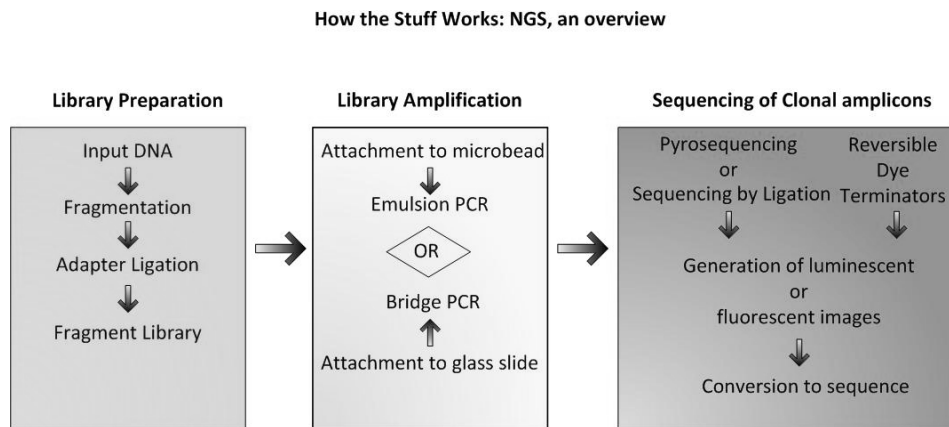 How the Stuff Works: NGS, an overview
Library Preparation
Input DNA
Fragmentation
Adapter Ligation
Fragment Library
Library Amplification
Attachment to microbead
Emulsion PCR
OR
Bridge PCR
Attachment to glass slide
Sequencing of Clonal amplicons
Pyrosequencing
or
Sequencing by Ligation
Reversible
Dye
Terminators
Generation of luminescent
or
fluorescent images
Conversion to sequence